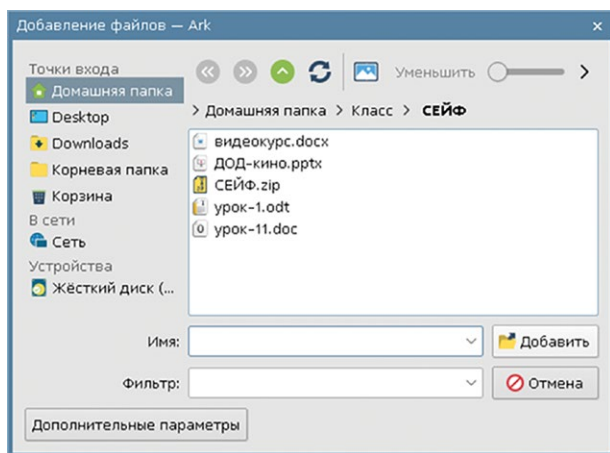 Добавление файлов — Ark
Точки входа
Домашняя папка
Desktop
Downloads
Корневая папка
Корзина
В сети
Сеть
Устройства
Жёсткий диск (...
Уменьшить
> Домашняя папка > Класс > СЕЙФ
видеокурс.docx
ДОД-кино.pptx
СЕЙФ.zip
урок-1.odt
урок-11.doc
Имя:
Добавить
Фильтр:
Отмена
Дополнительные параметры